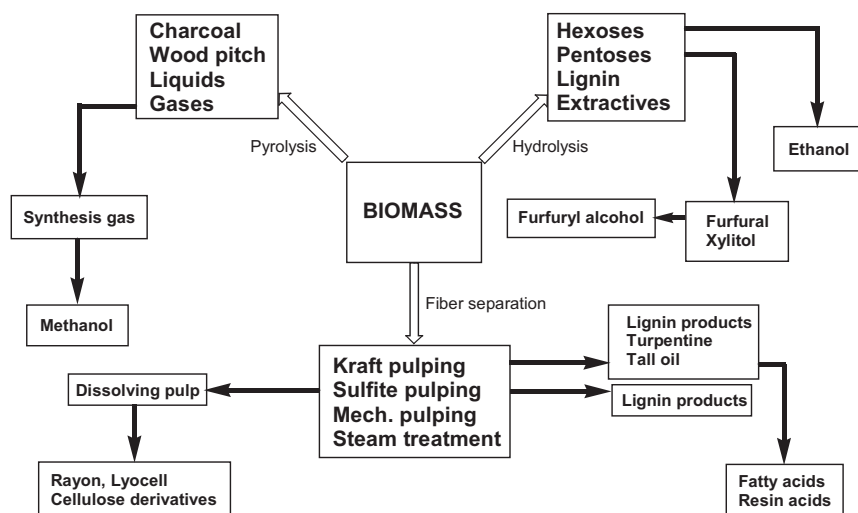 Charcoal
Wood pitch
Liquids
Gases
Hexoses
Pentoses
Lignin
Extractives
Pyrolysis
Hydrolysis
Ethanol
BIOMASS
Synthesis gas
Furfuryl alcohol
Furfural
Xylitol
Methanol
Fiber separation
Kraft pulping
Sulfite pulping
Mech. pulping
Steam treatment
Lignin products
Turpentine
Tall oil
Dissolving pulp
Lignin products
Rayon, Lyocell
Cellulose derivatives
Fatty acids
Resin acids